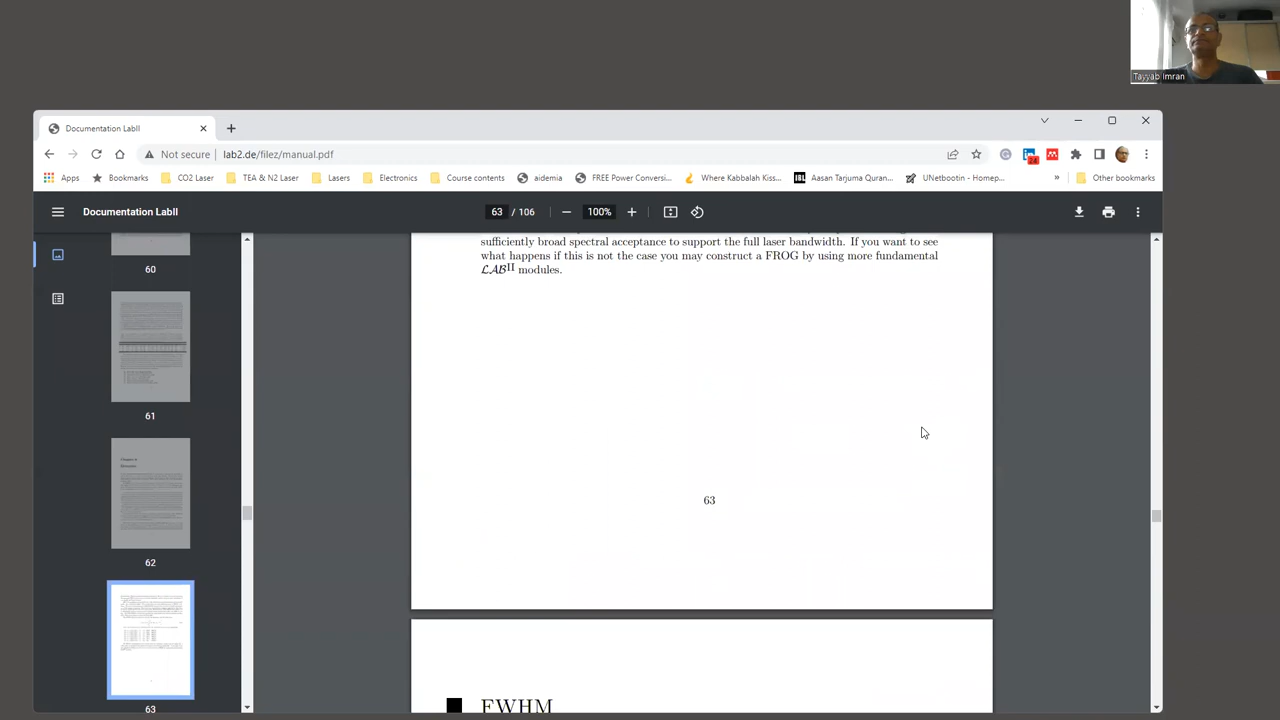 Tayyab Imran
Documentation LabII
Not secure
lab2.de/filez/manual.pdf
24
Apps
Bookmarks
CO2 Laser
TEA & N2 Laser
Lasers
Electronics
Course contents
aidemia
FREE Power Conversi...
Where Kabbalah Kiss...
IBL
Aasan Tarjuma Quran...
UNetbootin - Homep...
»
Other bookmarks
Documentation LabII
63 / 106
100%
60
61
62
63
sufficiently broad spectral acceptance to support the full laser bandwidth. If you want to see
what happens if this is not the case you may construct a FROG by using more fundamental
LABII modules.
63
FWHM